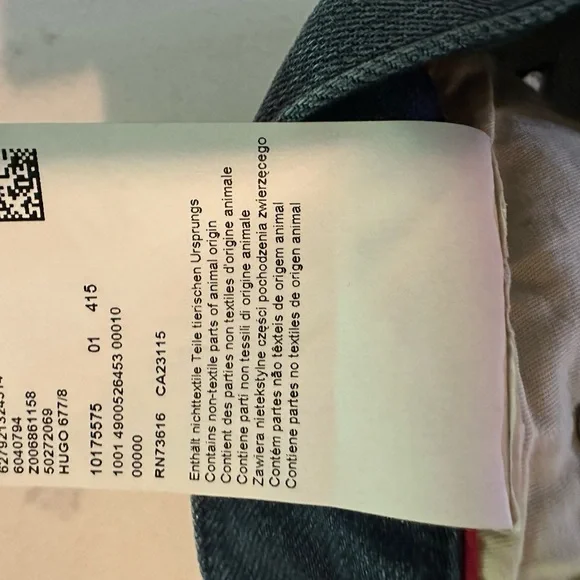 6040794
Z006861158
50272069
HUGO 677/8
10175575 01 415
1001 4900526453 00010
00000
RN73616 CA23115
Enthält nichttextile Teile tierischen Ursprungs
Contains non-textile parts of animal origin
Contient des parties non textiles d'origine animale
Contiene parti non tessili di origine animale
Zawiera nietekstylne części pochodzenia zwierzęcego
Contém partes não têxteis de origem animal
Contiene partes no textiles de origen animal